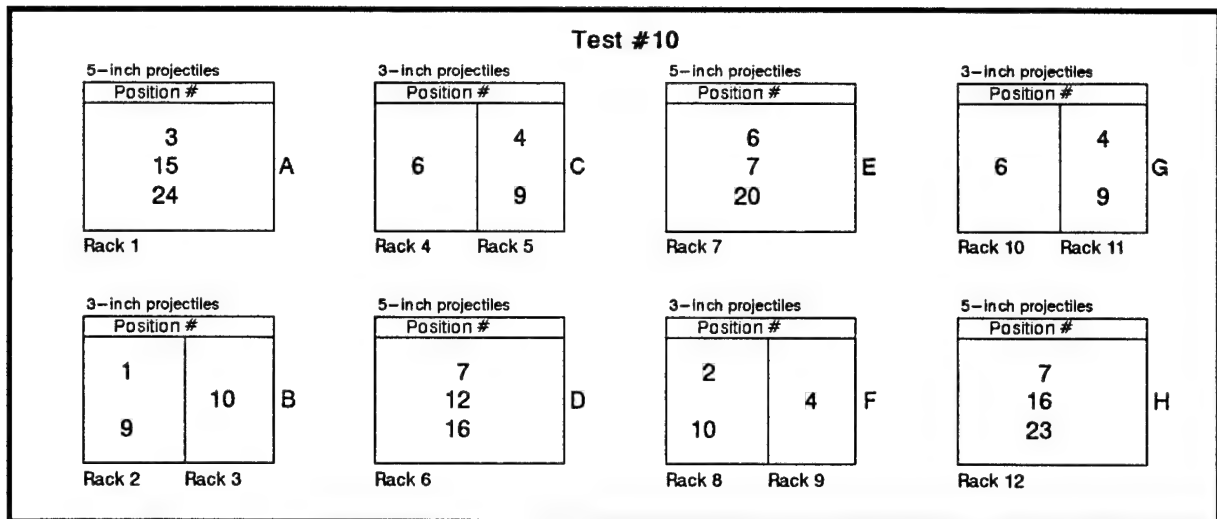 Test #10
5-inch projectiles
Position #
3
15
24
A
Rack 1
3-inch projectiles
Position #
6
4
9
C
Rack 4 Rack 5
5-inch projectiles
Position #
6
7
20
E
Rack 7
3-inch projectiles
Position #
6
4
9
G
Rack 10 Rack 11
3-inch projectiles
Position #
1
9
10
B
Rack 2 Rack 3
5-inch projectiles
Position #
7
12
16
D
Rack 6
3-inch projectiles
Position #
2
10
4
F
Rack 8 Rack 9
5-inch projectiles
Position #
7
16
23
H
Rack 12